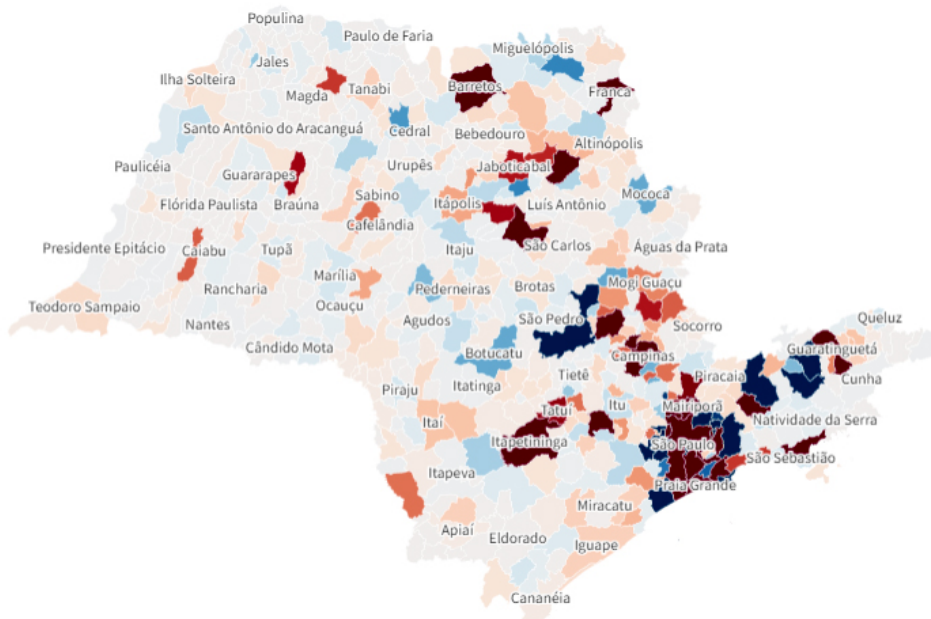 Populina
Paulo de Faria
Miguelópolis
Jales
Ilha Solteira
Magda
Tanabi
Barretos
Franca
Santo Antônio do Aracanguá
Cedral
Bebedouro
Altinópolis
Paulicéia
Guararapes
Urupês
Jaboticabal
Flórida Paulista
Braúna
Sabino
Itápolis
Luís Antônio
Mococa
Cafelândia
Presidente Epitácio
Caiabu
Tupã
Itaju
São Carlos
Águas da Prata
Marília
Rancharia
Pederneiras
Brotas
Mogi Guaçu
Teodoro Sampaio
Ocauçu
Nantes
Agudos
São Pedro
Socorro
Queluz
Cândido Mota
Botucatu
Campinas
Guaratinguetá
Piraju
Itatinga
Tietê
Piracaia
Cunha
Itaí
Tatuí
Itu
Mairiporã
Natividade da Serra
Itapetininga
São Paulo
São Sebastião
Itapeva
Praia Grande
Miracatu
Apiaí
Eldorado
Iguape
Cananéia